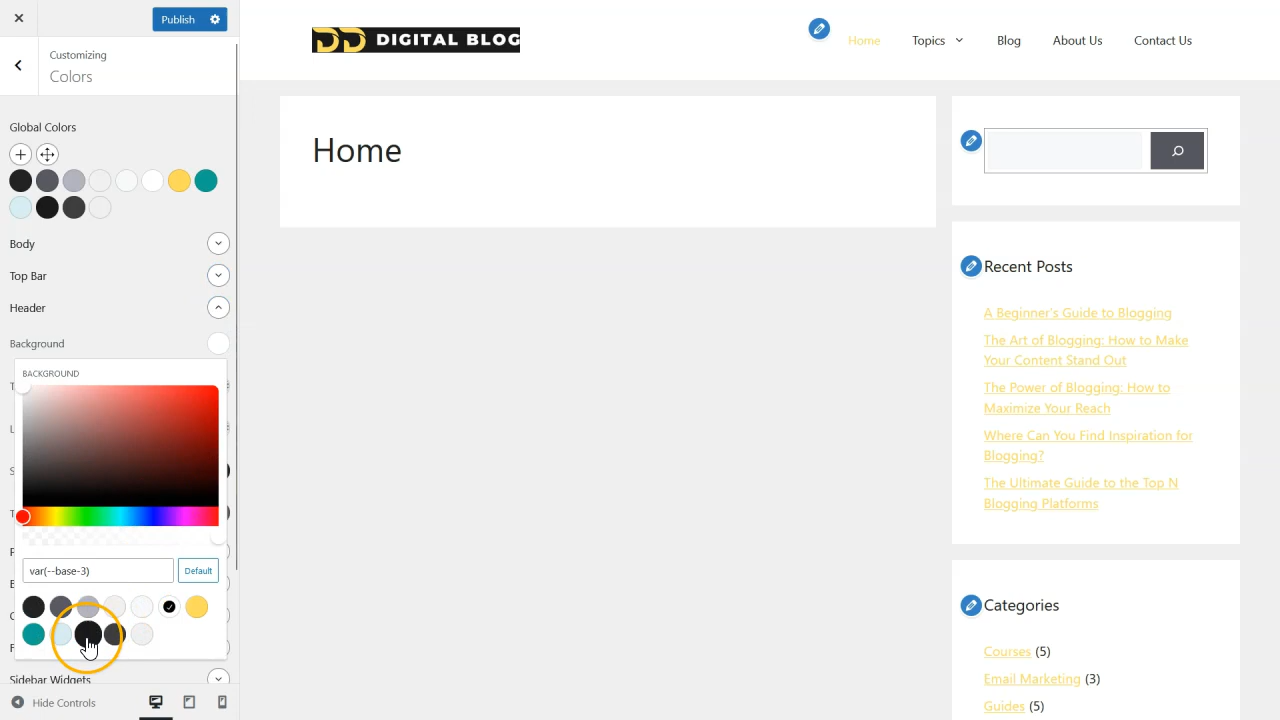 Publish
Customizing
Colors
Global Colors
Body
Top Bar
Header
Background
BACKGROUND
var(--base-3)
Default
Sidebar Widgets
Hide Controls
DD DIGITAL BLOG
Home
Topics
Blog
About Us
Contact Us
Home
Recent Posts
A Beginner's Guide to Blogging
The Art of Blogging: How to Make
Your Content Stand Out
The Power of Blogging: How to
Maximize Your Reach
Where Can You Find Inspiration for
Blogging?
The Ultimate Guide to the Top N
Blogging Platforms
Categories
Courses (5)
Email Marketing (3)
Guides (5)